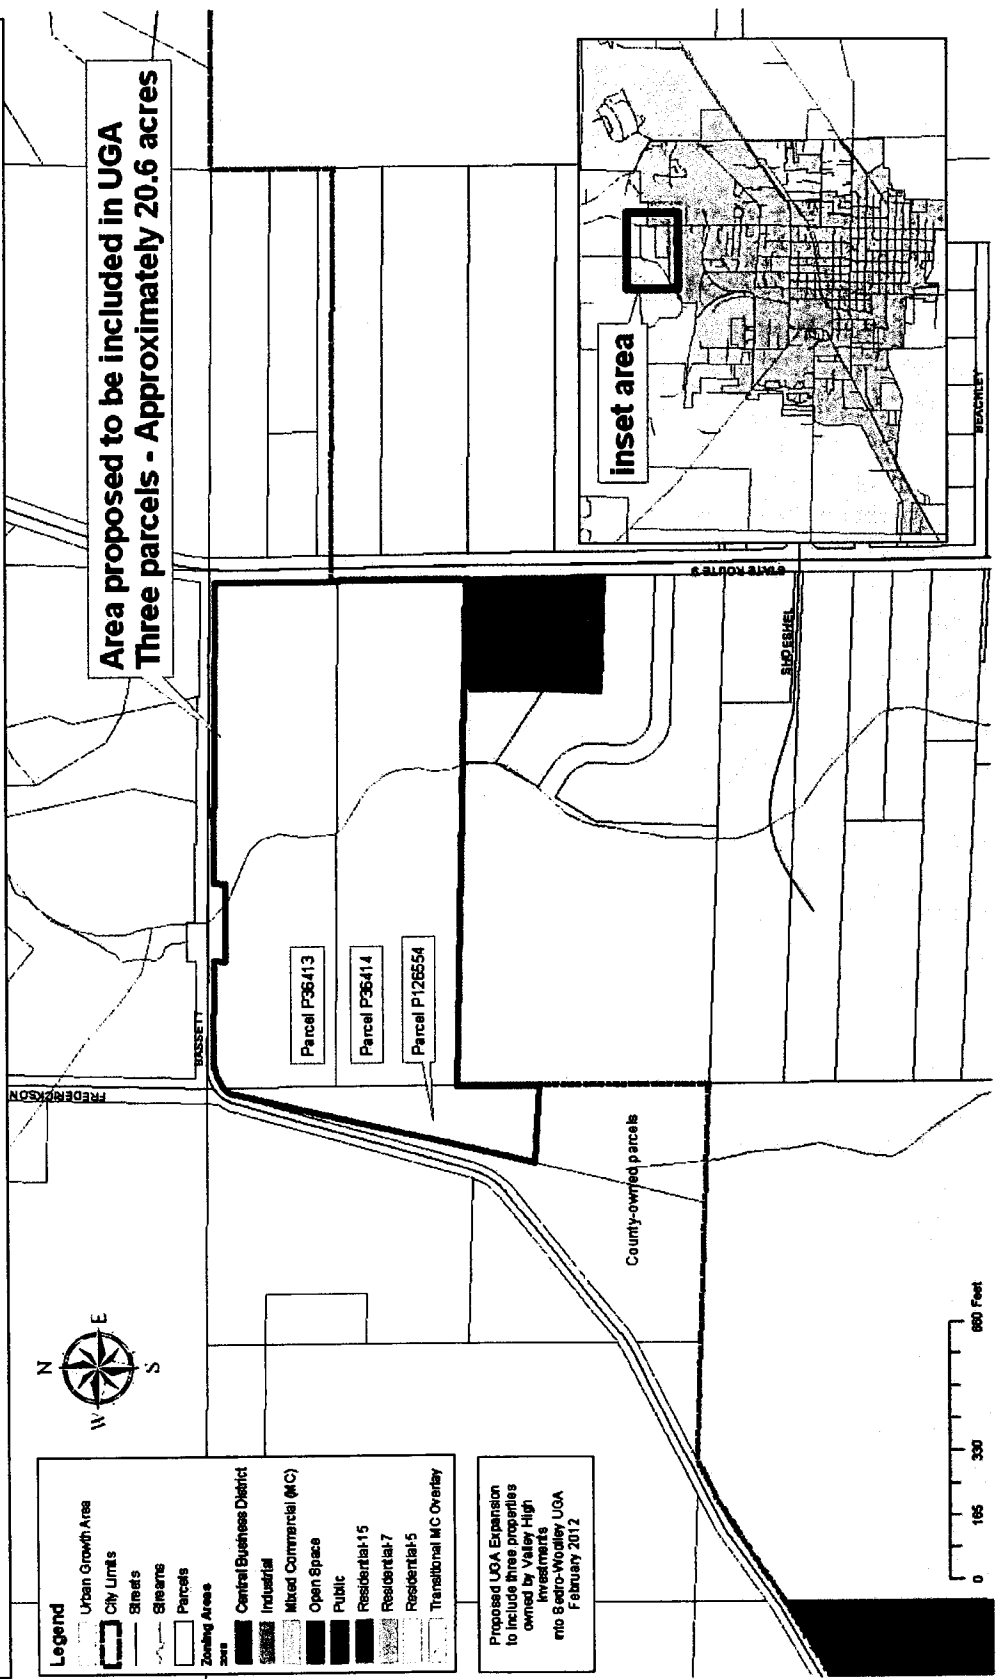 Area proposed to be included in UGA
Three parcels - Approximately 20.6 acres
inset area
FREDERICKSON
BASSETT
STATE ROUTE 9
SHOESHEL
BEACHLEY
Parcel P36413
Parcel P36414
Parcel P126554
County-owned parcels
N
W
E
S
Legend
Urban Growth Area
City Limits
Streets
Streams
Parcels
Zoning Areas
Central Business District
Industrial
Mixed Commercial (MC)
Open Space
Public
Residential-15
Residential-7
Residential-5
Transitional MC Overlay
Proposed UGA Expansion
to include three properties
owned by Valley High
Investments
into Sedro-Woolley UGA
February 2012
0
165
330
660 Feet